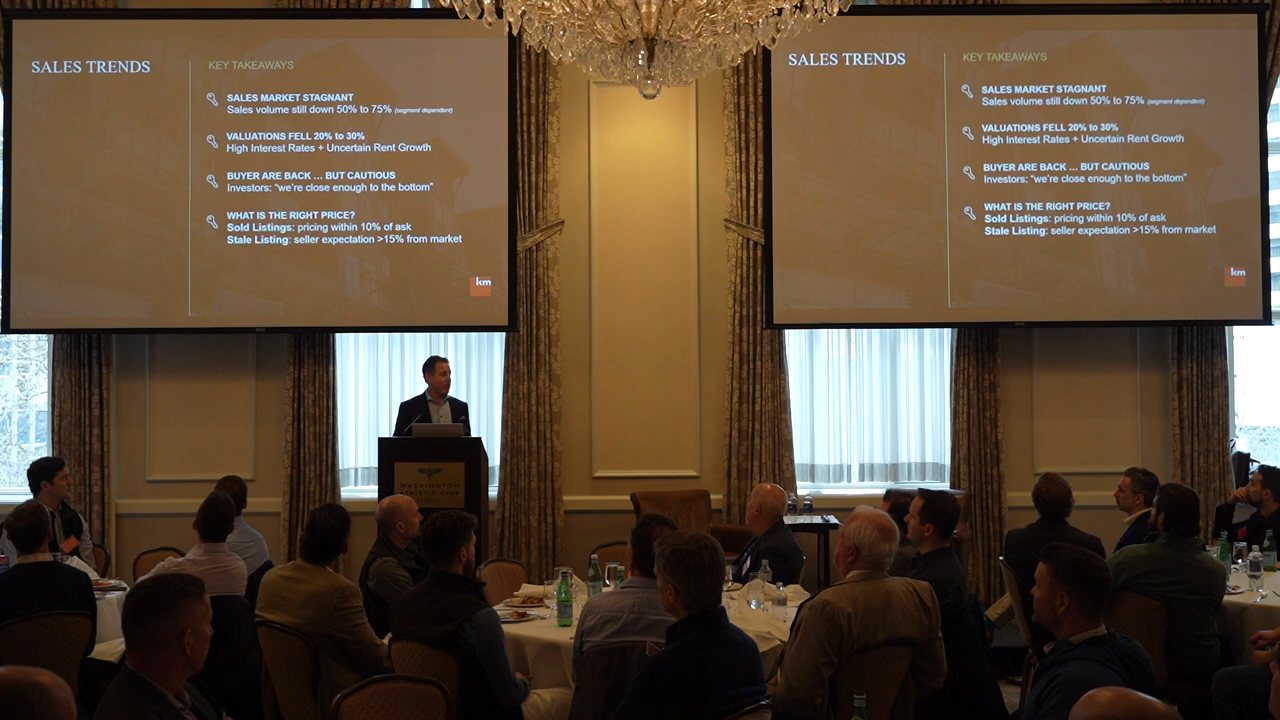 SALES TRENDS
KEY TAKEAWAYS
SALES MARKET STAGNANT
Sales volume still down 50% to 75% (segment dependent)
VALUATIONS FELL 20% to 30%
High Interest Rates + Uncertain Rent Growth
BUYER ARE BACK ... BUT CAUTIOUS
Investors: “we’re close enough to the bottom”
WHAT IS THE RIGHT PRICE?
Sold Listings: pricing within 10% of ask
Stale Listing: seller expectation >15% from market
km
SALES TRENDS
KEY TAKEAWAYS
SALES MARKET STAGNANT
Sales volume still down 50% to 75% (segment dependent)
VALUATIONS FELL 20% to 30%
High Interest Rates + Uncertain Rent Growth
BUYER ARE BACK ... BUT CAUTIOUS
Investors: “we’re close enough to the bottom”
WHAT IS THE RIGHT PRICE?
Sold Listings: pricing within 10% of ask
Stale Listing: seller expectation >15% from market
km
WASHINGTON
ATHLETIC CLUB